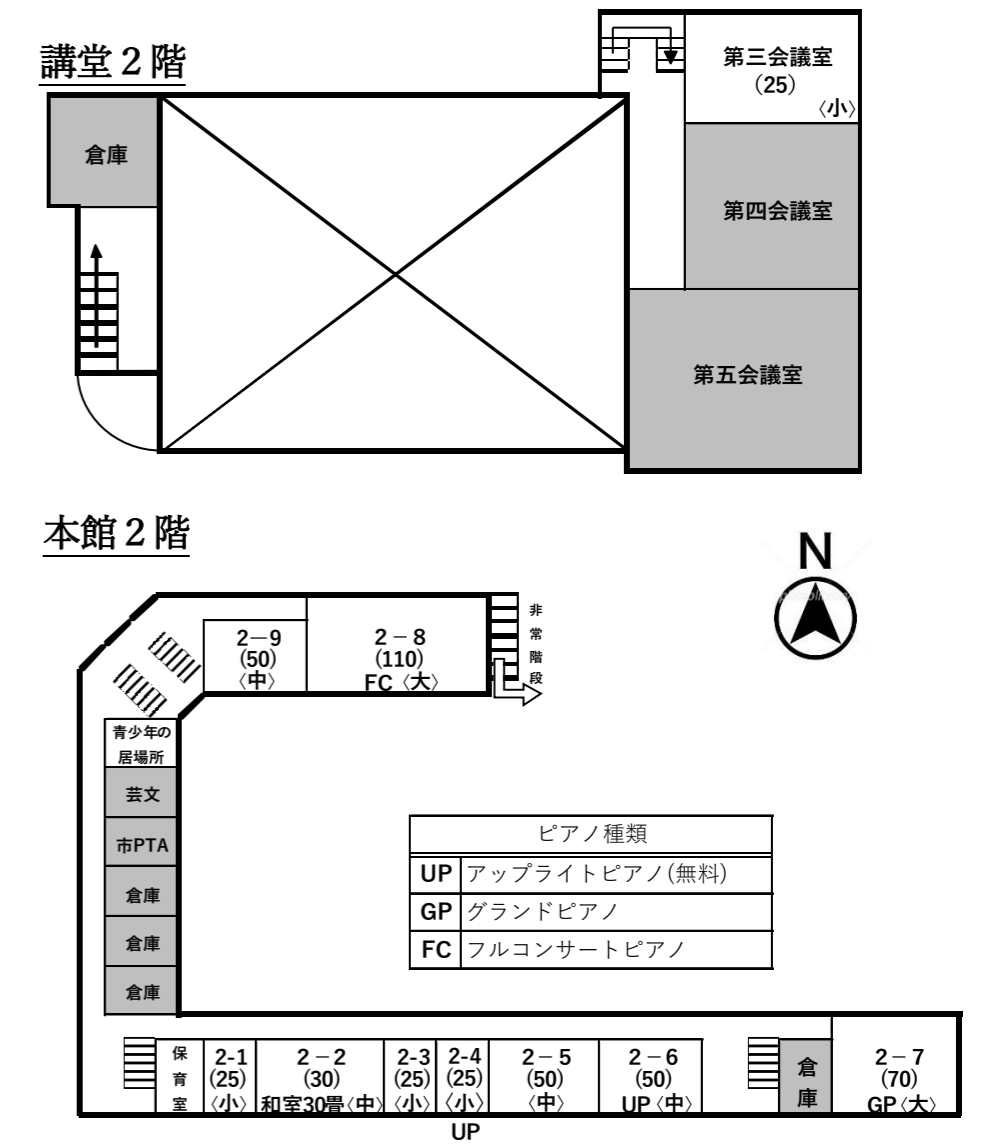 講堂２階
第三会議室
(25)
〈小〉
倉庫
第四会議室
第五会議室
本館２階
N
2－9
(50)
〈中〉
2－8
(110)
FC〈大〉
非常階段
青少年の
居場所
芸文
市PTA
倉庫
倉庫
倉庫
ピアノ種類
UP アップライトピアノ(無料)
GP グランドピアノ
FC フルコンサートピアノ
保育室
2-1
(25)
〈小〉
2－2
(30)
和室30畳〈中〉
2-3
(25)
〈小〉
2-4
(25)
〈小〉
UP
2－5
(50)
〈中〉
2－6
(50)
UP〈中〉
倉庫
2－7
(70)
GP〈大〉